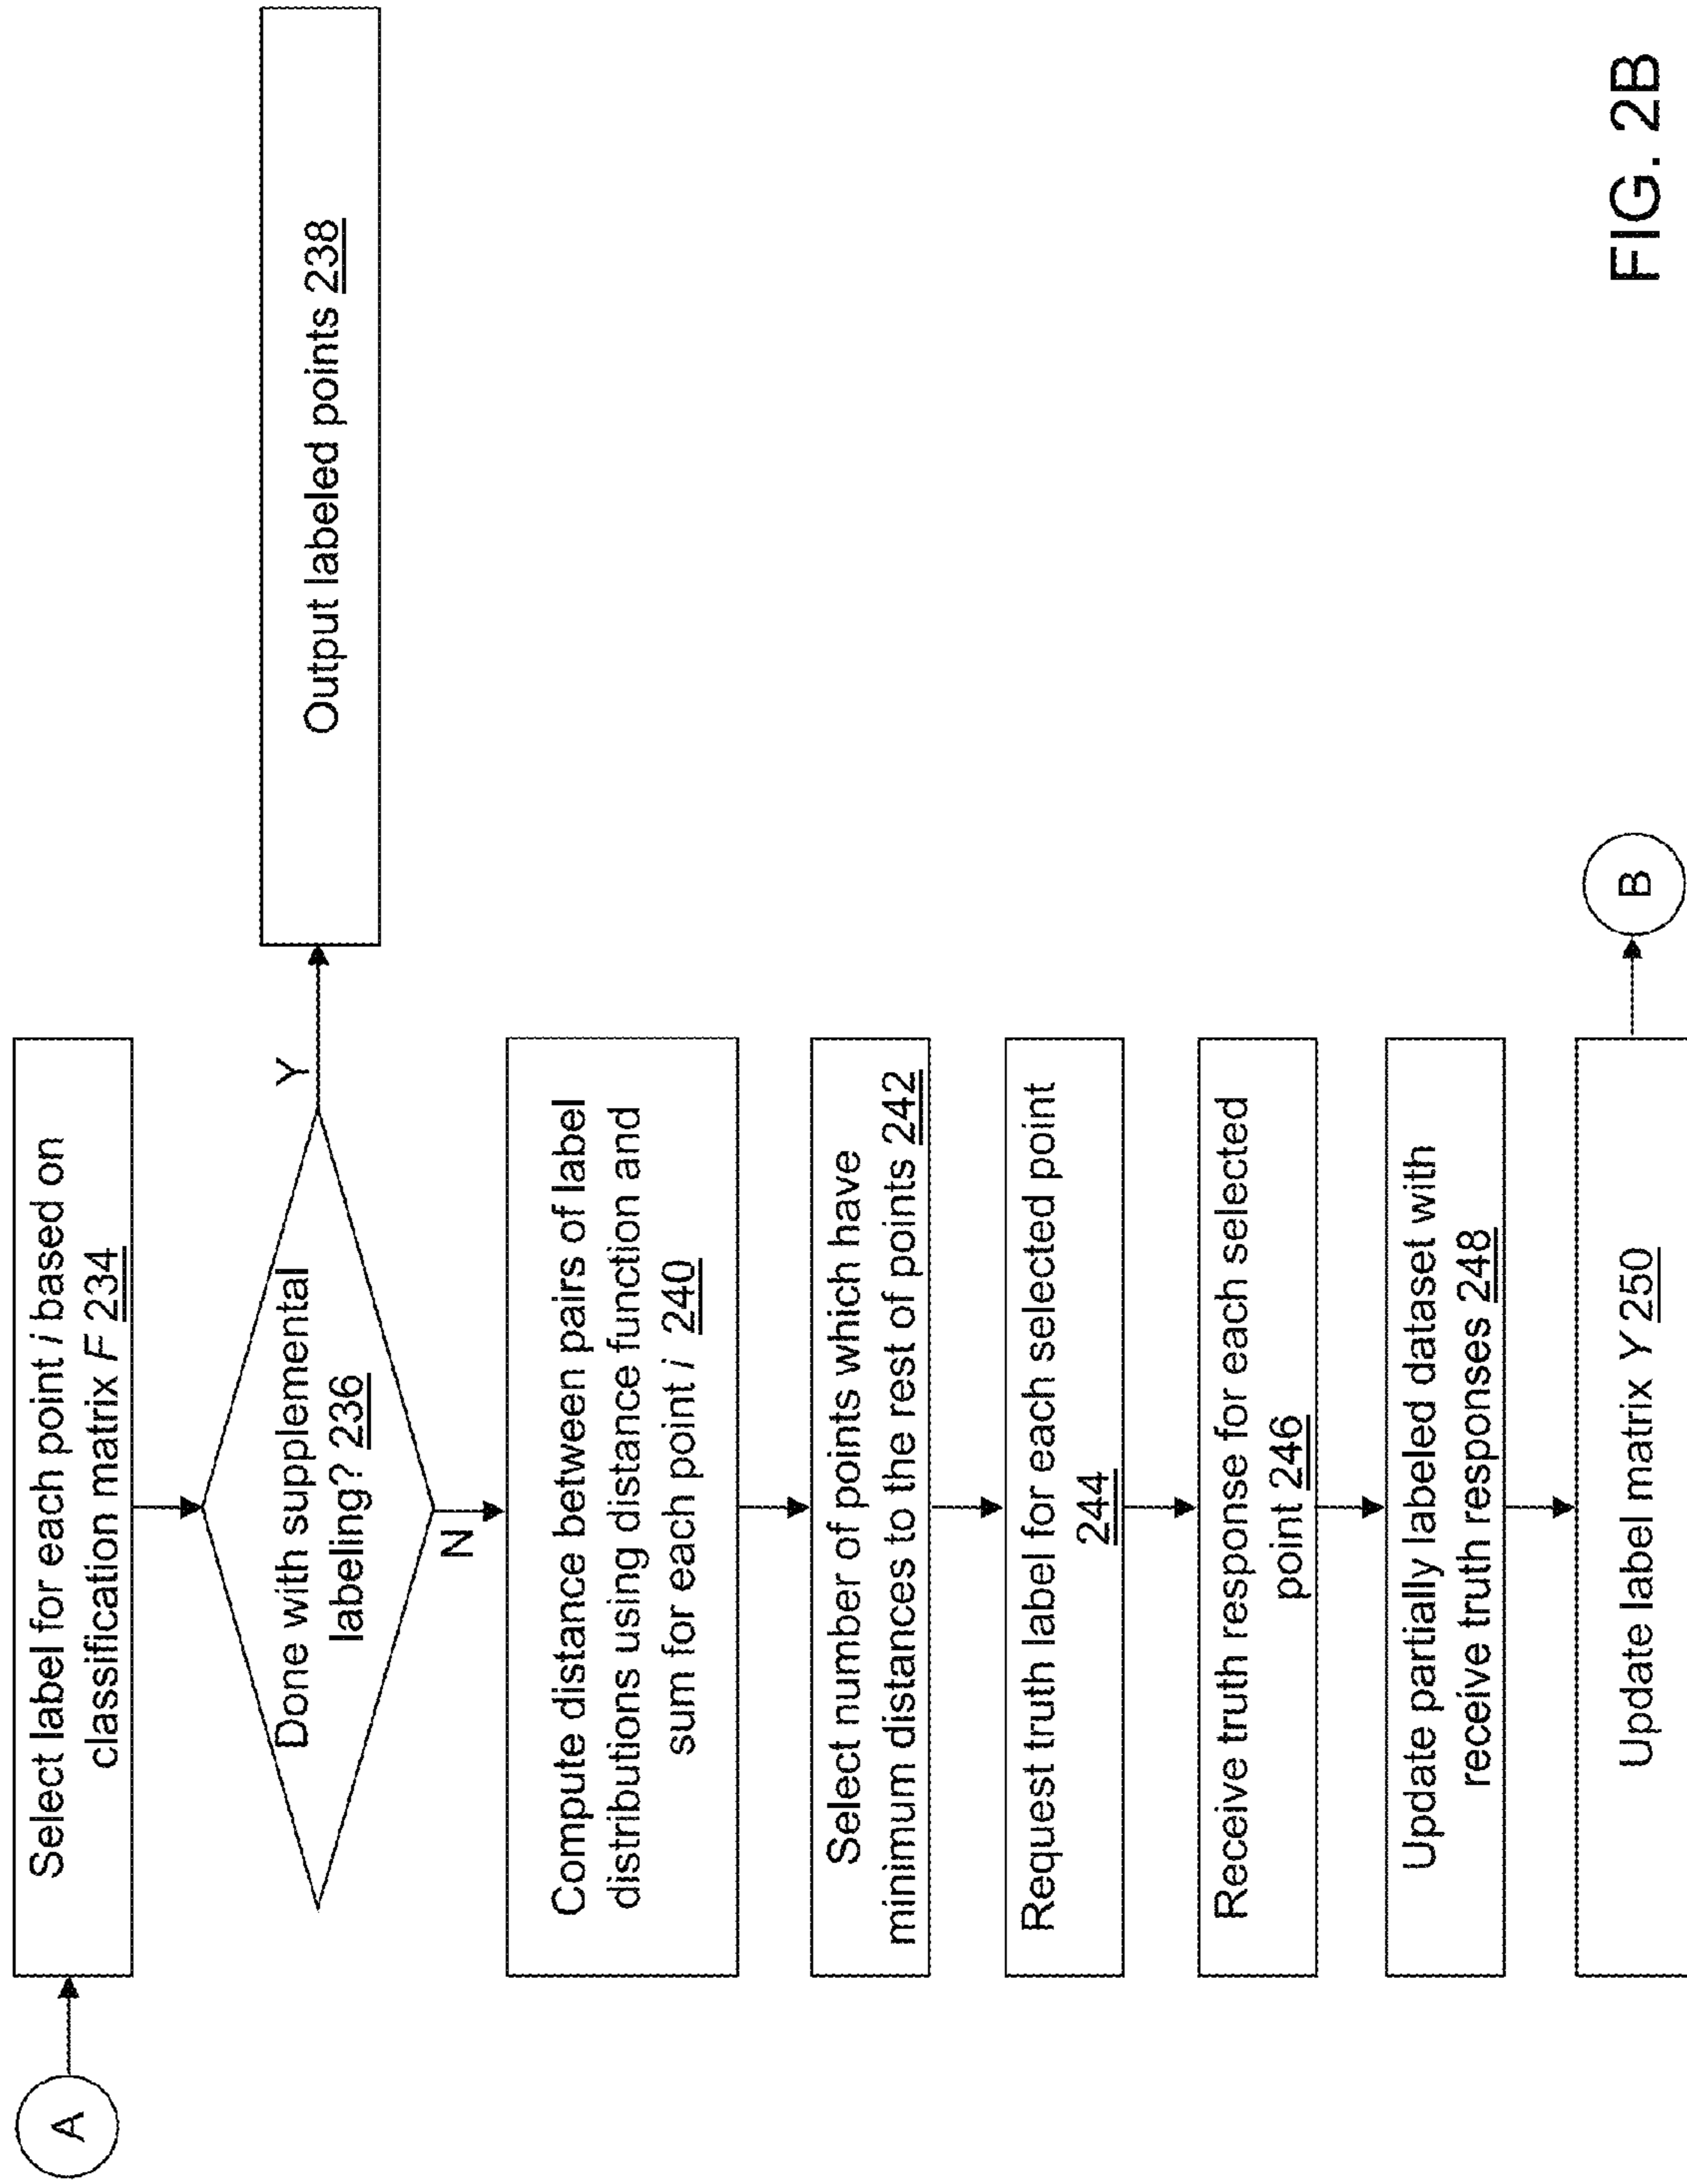 A
Select label for each point i based on
classification matrix F 234
Done with supplemental
labeling? 236
Y
Output labeled points 238
N
Compute distance between pairs of label
distributions using distance function and
sum for each point i 240
Select number of points which have
minimum distances to the rest of points 242
Request truth label for each selected point
244
Receive truth response for each selected
point 246
Update partially labeled dataset with
receive truth responses 248
Update label matrix Y 250
B
FIG. 2B